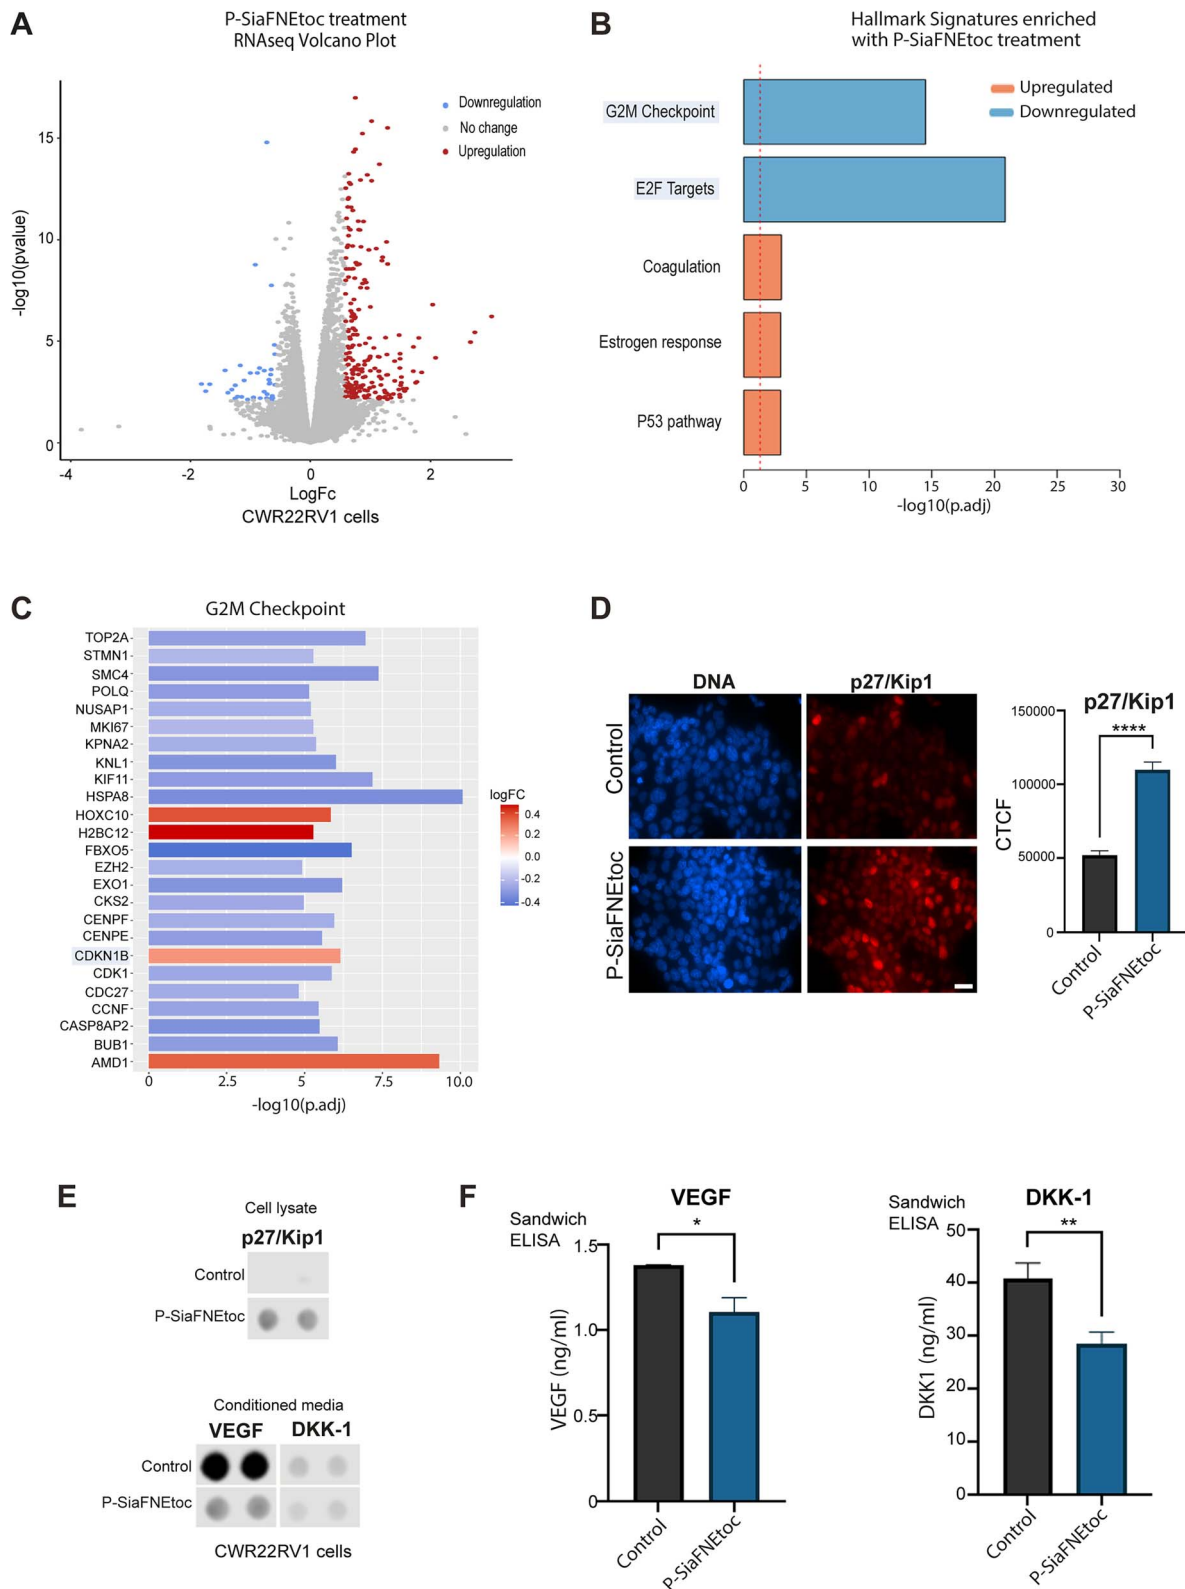 A
P-SiaFNEtoc treatment
RNAseq Volcano Plot
Downregulation
No change
Upregulation
-log10(pvalue)
15
10
5
0
-4
-2
0
2
LogFc
CWR22RV1 cells
B
Hallmark Signatures enriched
with P-SiaFNEtoc treatment
Upregulated
Downregulated
G2M Checkpoint
E2F Targets
Coagulation
Estrogen response
P53 pathway
0
5
10
15
20
25
30
-log10(p.adj)
C
G2M Checkpoint
TOP2A
STMN1
SMC4
POLQ
NUSAP1
MKI67
KPNA2
KNL1
KIF11
HSPA8
HOXC10
H2BC12
FBXO5
EZH2
EXO1
CKS2
CENPF
CENPE
CDKN1B
CDK1
CDC27
CCNF
CASP8AP2
BUB1
AMD1
0
2.5
5
7.5
10.0
-log10(p.adj)
logFC
0.4
0.2
0.0
-0.2
-0.4
D
DNA
p27/Kip1
Control
P-SiaFNEtoc
p27/Kip1
150000
100000
50000
0
CTCF
****
Control
P-SiaFNEtoc
E
Cell lysate
p27/Kip1
Control
P-SiaFNEtoc
Conditioned media
VEGF
DKK-1
Control
P-SiaFNEtoc
CWR22RV1 cells
F
VEGF
Sandwich
ELISA
*
1.5
1.0
0.5
0
VEGF (ng/ml)
Control
P-SiaFNEtoc
DKK-1
Sandwich
ELISA
**
50
40
30
20
10
0
DKK1 (ng/ml)
Control
P-SiaFNEtoc